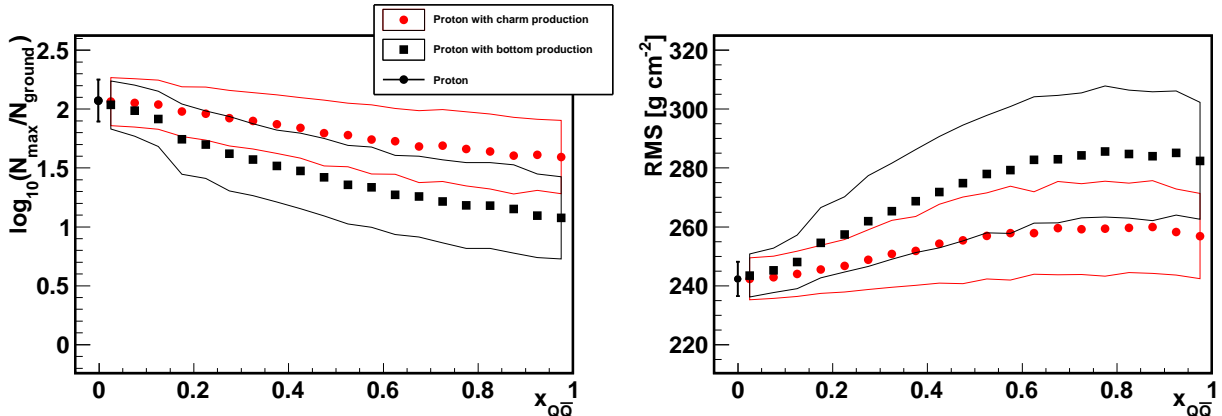 Proton with charm production
Proton with bottom production
Proton
log10(Nmax/Nground)
2.5
2
1.5
1
0.5
0
0 0.2 0.4 0.6 0.8 1
xQQ̅
RMS [g cm-2]
320
300
280
260
240
220
0 0.2 0.4 0.6 0.8 1
xQQ̅